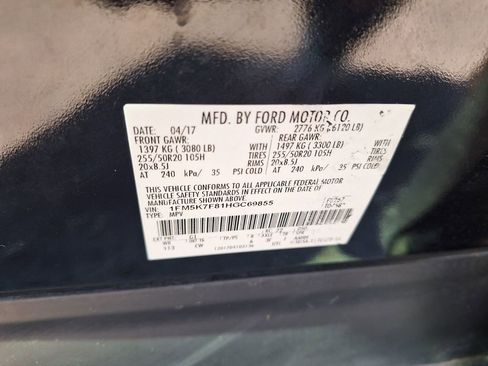 MFD. BY FORD MOTOR CO.
DATE: 04/17 GVWR: 2776 KG ( 6120 LB)
FRONT GAWR: REAR GAWR:
1397 KG ( 3080 LB) WITH 1497 KG ( 3300 LB) WITH
255/50R20 105H TIRES 255/50R20 105H TIRES
20x8.5J RIMS 20x8.5J RIMS
AT 240 kPa/ 35 PSI COLD AT 240 kPa/ 35 PSI COLD
THIS VEHICLE CONFORMS TO ALL APPLICABLE FEDERAL MOTOR
VEHICLE SAFETY STANDARDS IN EFFECT ON THE DATE OF
MANUFACTURE SHOWN ABOVE.
VIN: 1FM5K7F81HGC69855
TYPE: MPV